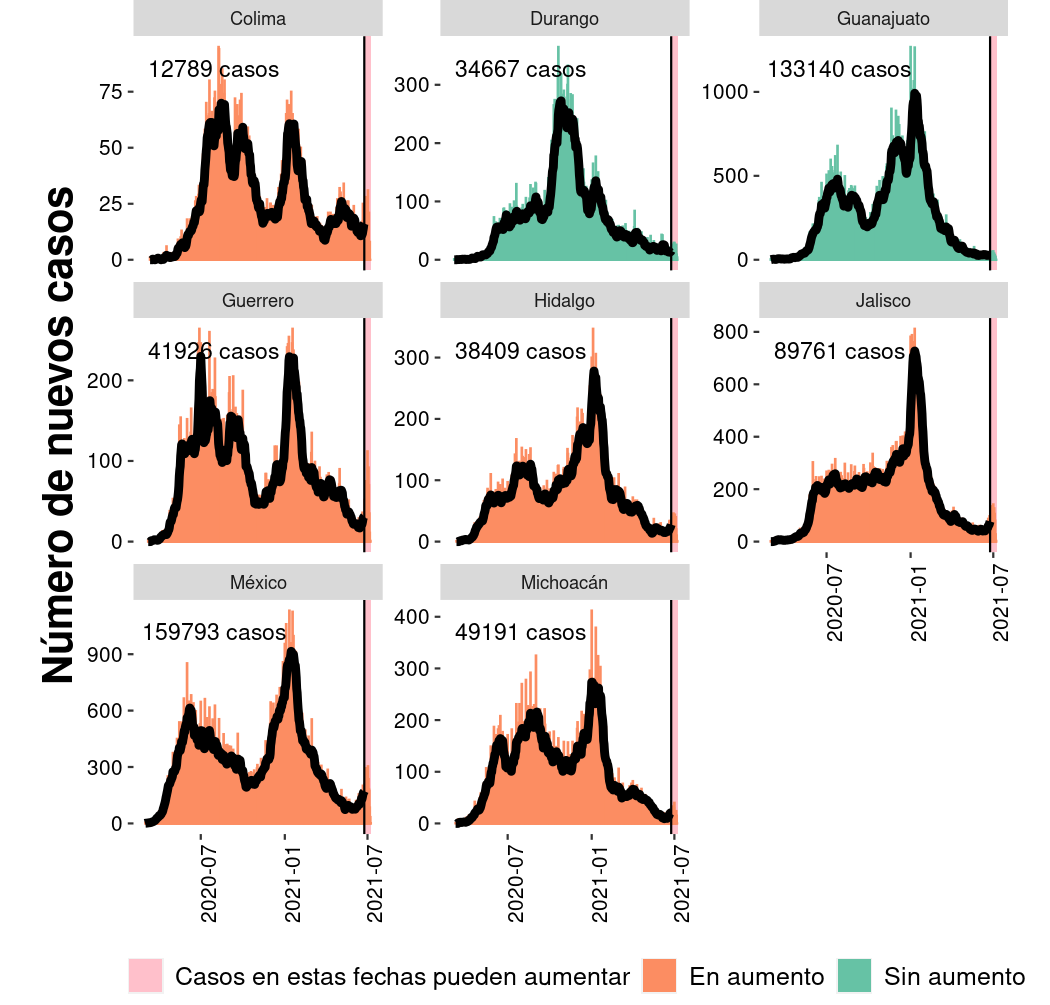 Número de nuevos casos
Colima
12789 casos
75
50
25
0
Durango
34667 casos
300
200
100
0
Guanajuato
133140 casos
1000
500
0
Guerrero
41926 casos
200
100
0
Hidalgo
38409 casos
300
200
100
0
Jalisco
89761 casos
800
600
400
200
0
2020-07
2021-01
2021-07
México
159793 casos
900
600
300
0
2020-07
2021-01
2021-07
Michoacán
49191 casos
400
300
200
100
0
2020-07
2021-01
2021-07
Casos en estas fechas pueden aumentar
En aumento
Sin aumento